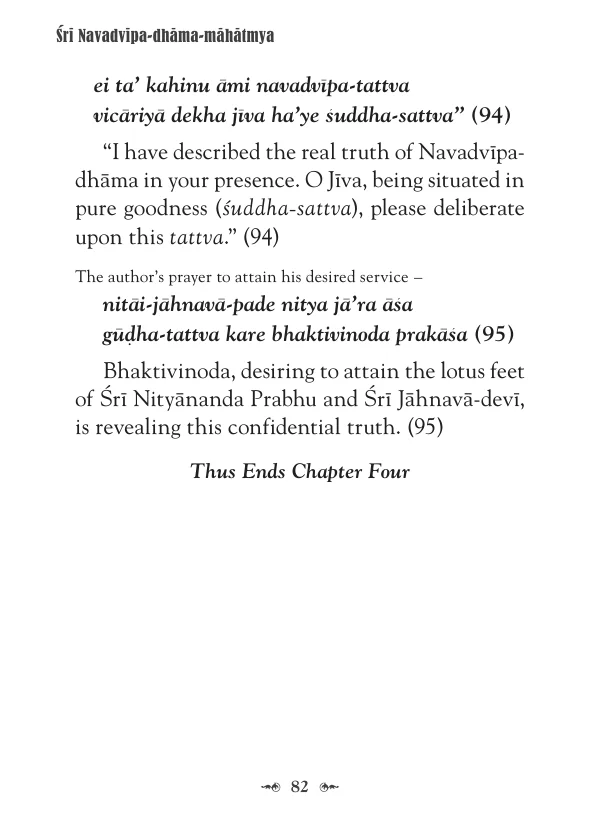 Śrī Navadvīpa-dhāma-māhātmya
ei ta’ kahinu āmi navadvīpa-tattva
vicāriyā dekha jīva ha’ye śuddha-sattva” (94)
“I have described the real truth of Navadvīpa-
dhāma in your presence. O Jīva, being situated in
pure goodness (śuddha-sattva), please deliberate
upon this tattva.” (94)
The author’s prayer to attain his desired service –
nitāi-jāhnavā-pade nitya jā’ra āśa
gūḍha-tattva kare bhaktivinoda prakāśa (95)
Bhaktivinoda, desiring to attain the lotus feet
of Śrī Nityānanda Prabhu and Śrī Jāhnavā-devī,
is revealing this confidential truth. (95)
Thus Ends Chapter Four
82